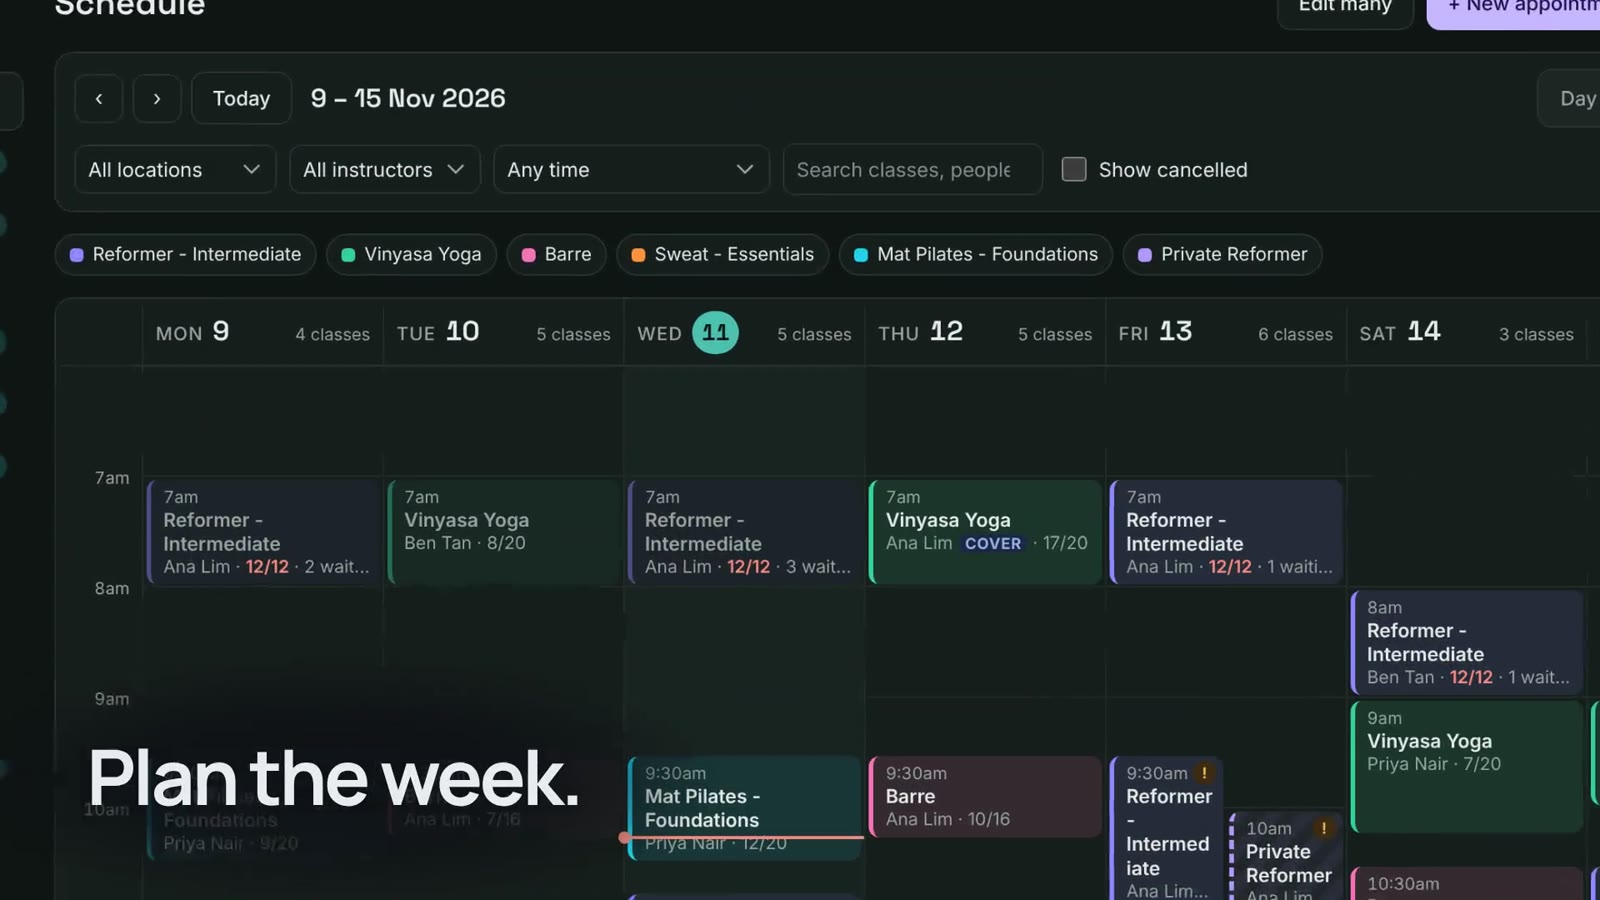 Schedule
Edit many
+ New appointm
‹
›
Today
9 – 15 Nov 2026
Day
All locations
All instructors
Any time
Search classes, people
Show cancelled
Reformer - Intermediate
Vinyasa Yoga
Barre
Sweat - Essentials
Mat Pilates - Foundations
Private Reformer
MON 9 4 classes
TUE 10 5 classes
WED 11 5 classes
THU 12 5 classes
FRI 13 6 classes
SAT 14 3 classes
7am
8am
9am
10am
7am
Reformer -
Intermediate
Ana Lim · 12/12 · 2 wait...
7am
Vinyasa Yoga
Ben Tan · 8/20
7am
Reformer -
Intermediate
Ana Lim · 12/12 · 3 wait...
7am
Vinyasa Yoga
Ana Lim COVER · 17/20
7am
Reformer -
Intermediate
Ana Lim · 12/12 · 1 waiti...
8am
Reformer -
Intermediate
Ben Tan · 12/12 · 1 wait...
9am
Vinyasa Yoga
Priya Nair · 7/20
Plan the week.
Foundations
Priya Nair · 9/20
Ana Lim · 7/16
9:30am
Mat Pilates -
Foundations
Priya Nair · 12/20
9:30am
Barre
Ana Lim · 10/16
9:30am !
Reformer
-
Intermed
iate
Ana Lim...
10am !
Private
Reformer
Ana Lim
10:30am